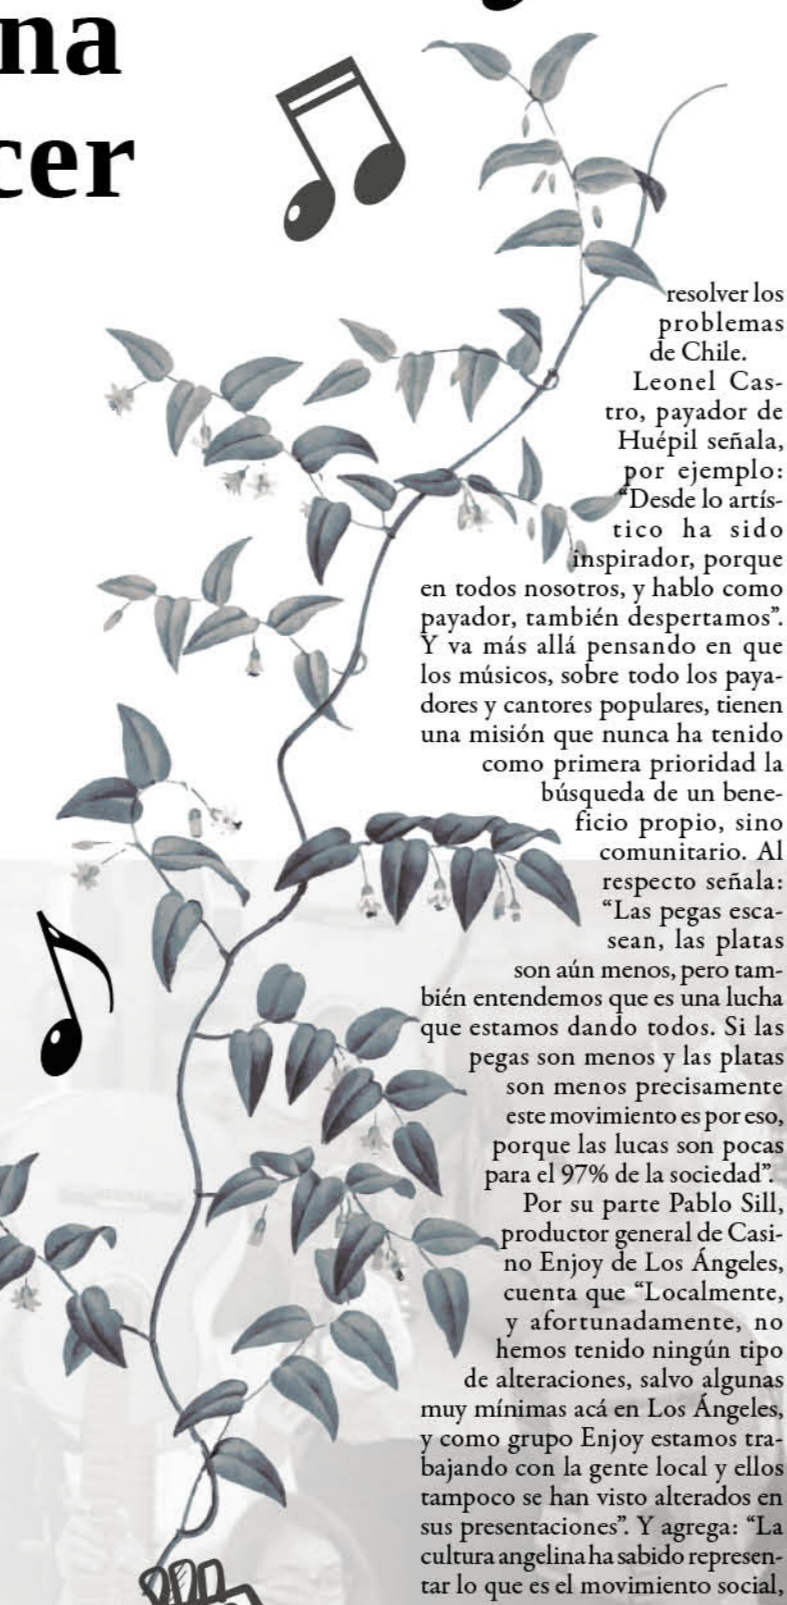 na
cer
resolver los
problemas
de Chile.
Leonel Cas-
tro, payador de
Huépil señala,
por ejemplo:
“Desde lo artís-
tico ha sido
inspirador, porque
en todos nosotros, y hablo como
payador, también despertamos”.
Y va más allá pensando en que
los músicos, sobre todo los paya-
dores y cantores populares, tienen
una misión que nunca ha tenido
como primera prioridad la
búsqueda de un bene-
ficio propio, sino
comunitario. Al
respecto señala:
“Las pegas esca-
sean, las platas
son aún menos, pero tam-
bién entendemos que es una lucha
que estamos dando todos. Si las
pegas son menos y las platas
son menos precisamente
este movimiento es por eso,
porque las lucas son pocas
para el 97% de la sociedad”.
Por su parte Pablo Sill,
productor general de Casi-
no Enjoy de Los Ángeles,
cuenta que “Localmente,
y afortunadamente, no
hemos tenido ningún tipo
de alteraciones, salvo algunas
muy mínimas acá en Los Ángeles,
y como grupo Enjoy estamos tra-
bajando con la gente local y ellos
tampoco se han visto alterados en
sus presentaciones”. Y agrega: “La
cultura angelina ha sabido represen-
tar lo que es el movimiento social,